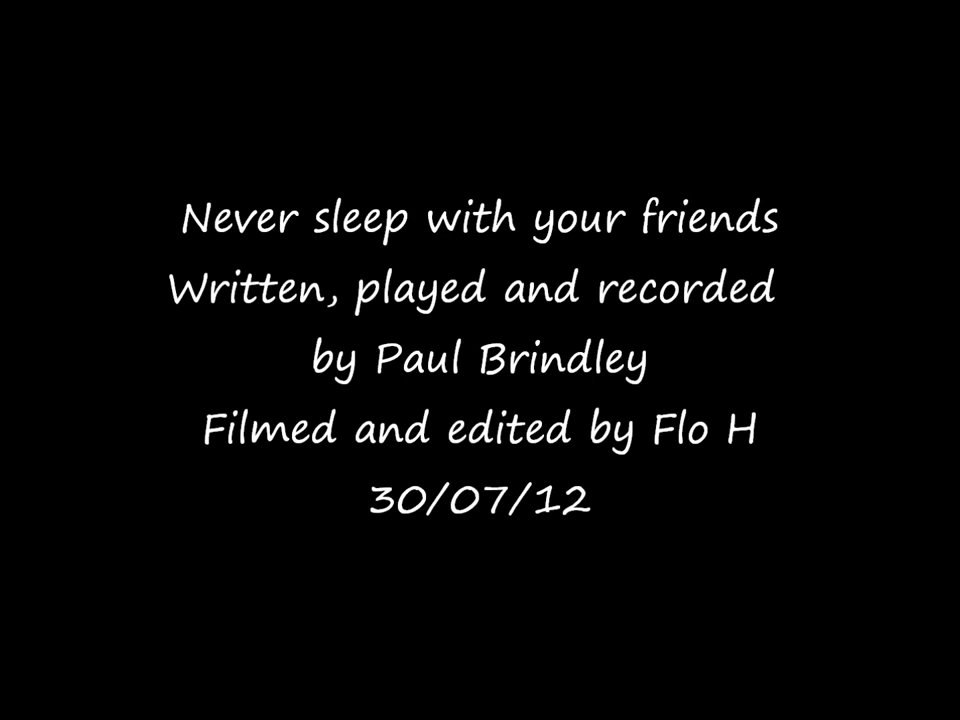 Never sleep with your friends
Written, played and recorded
by Paul Brindley
Filmed and edited by Flo H
30/07/12